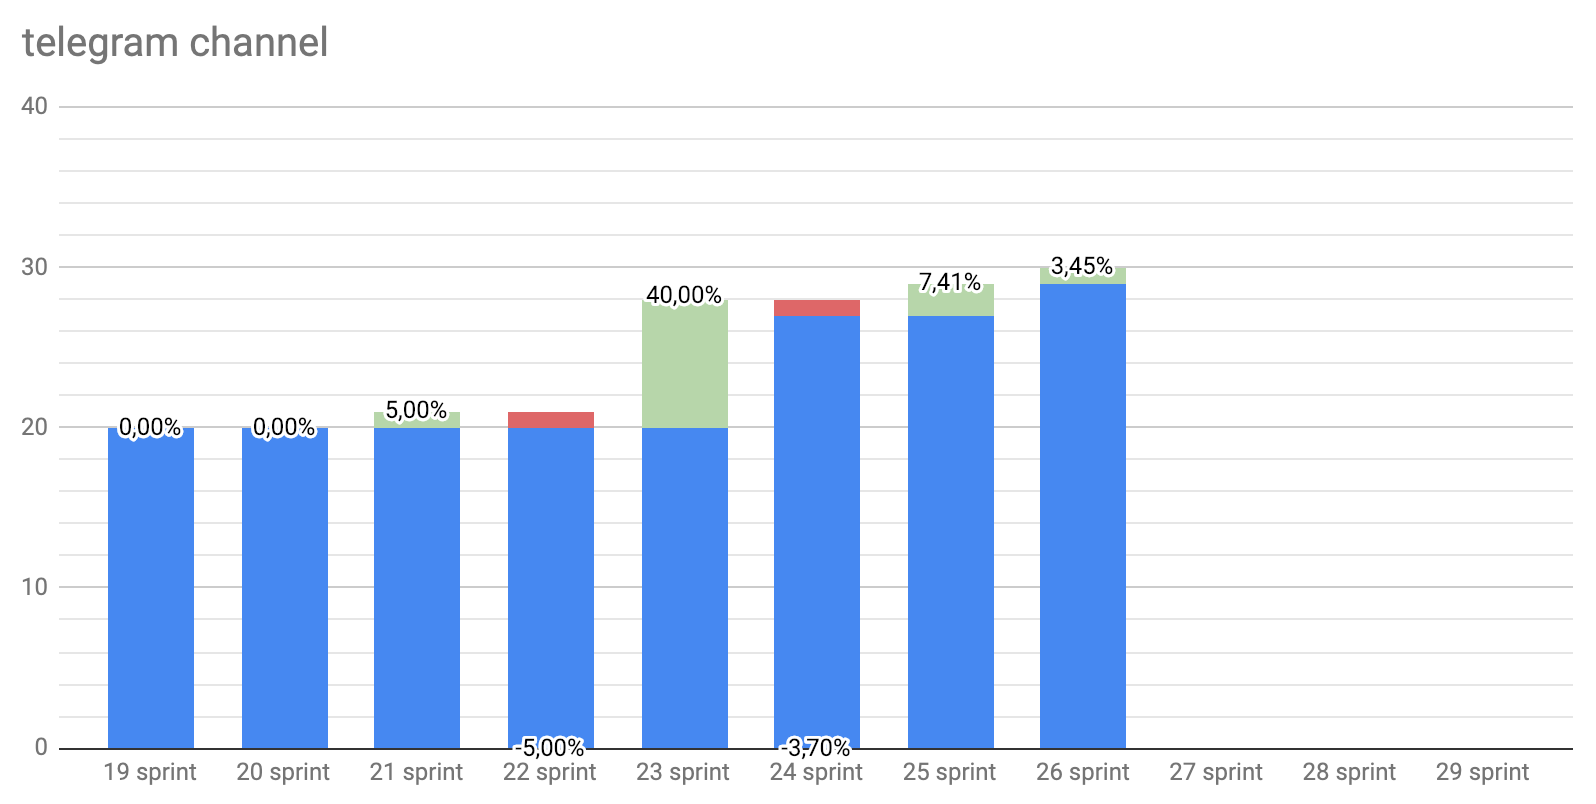 telegram channel
40
30
20
10
0
0,00%
0,00%
5,00%
-5,00%
40,00%
-3,70%
7,41%
3,45%
19 sprint
20 sprint
21 sprint
22 sprint
23 sprint
24 sprint
25 sprint
26 sprint
27 sprint
28 sprint
29 sprint